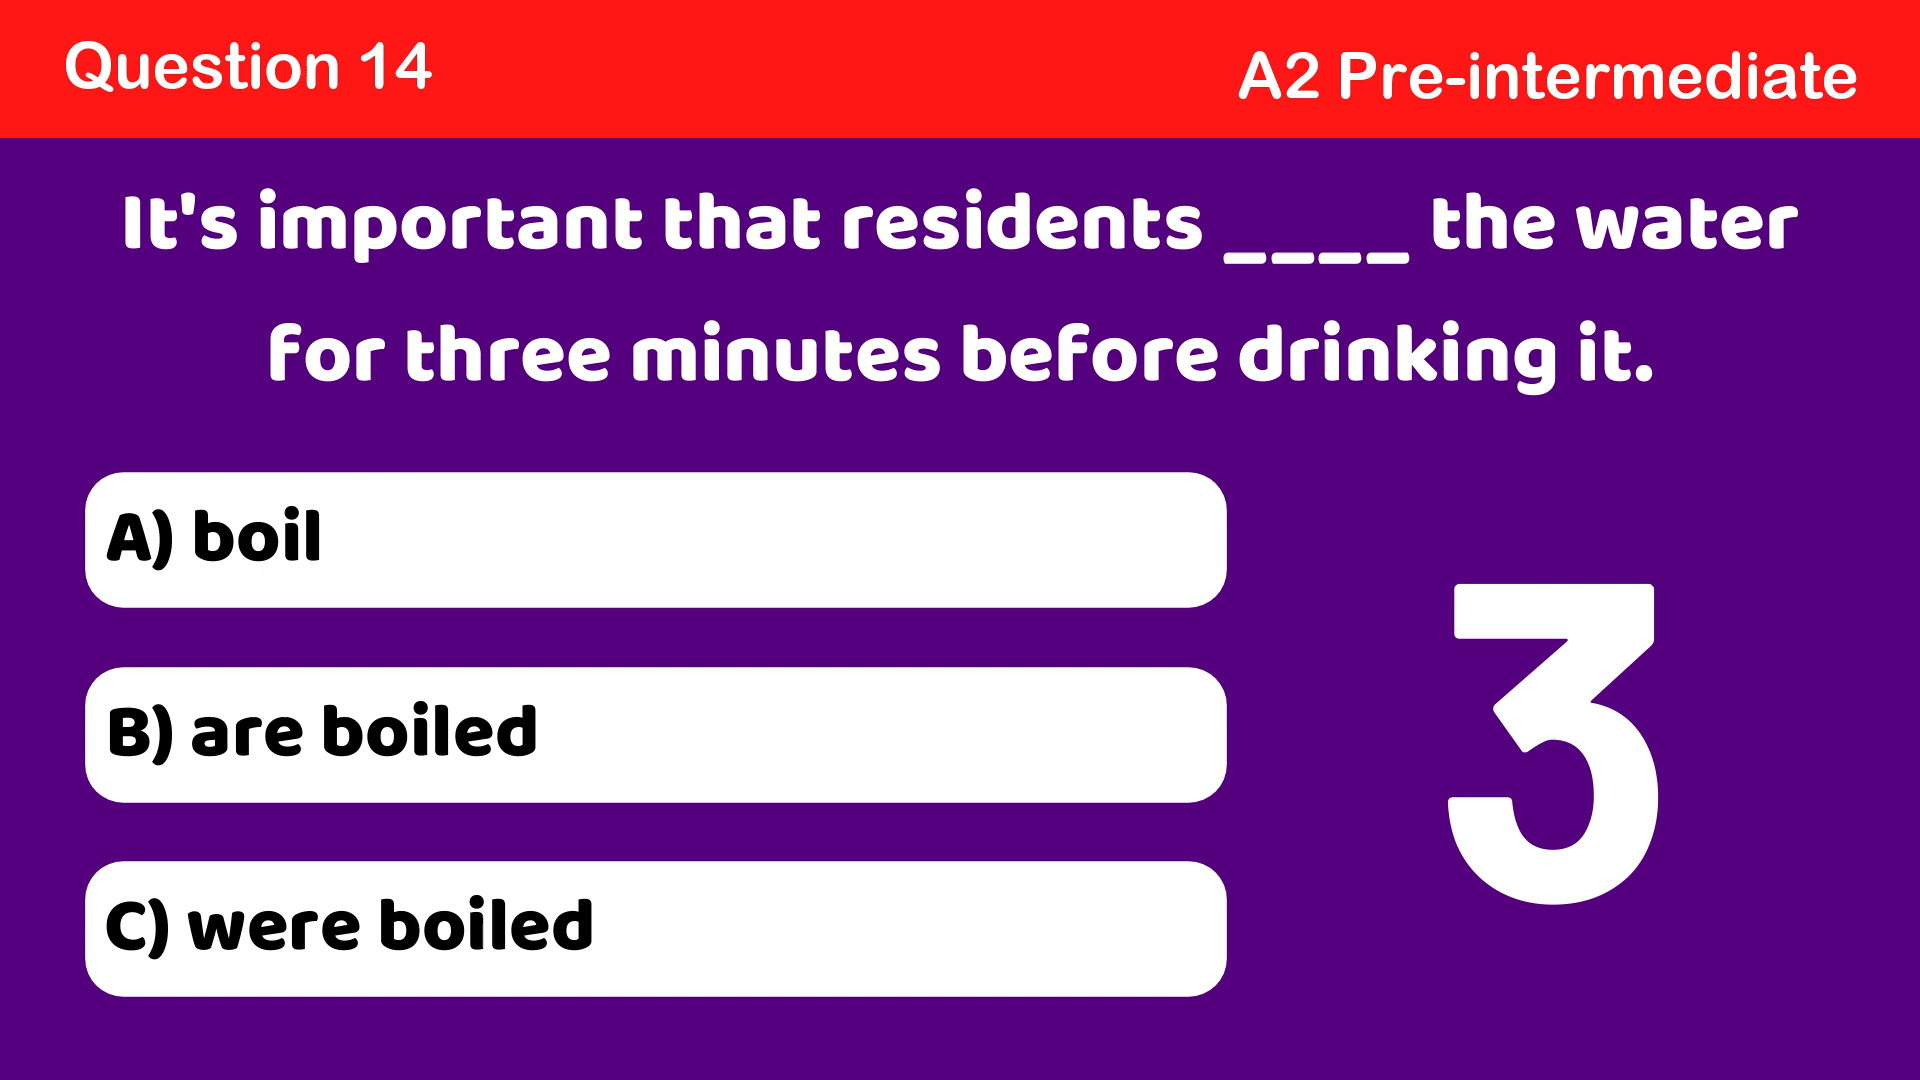 Question 14
A2 Pre-intermediate
It's important that residents ____ the water
for three minutes before drinking it.
A) boil
B) are boiled
C) were boiled
3